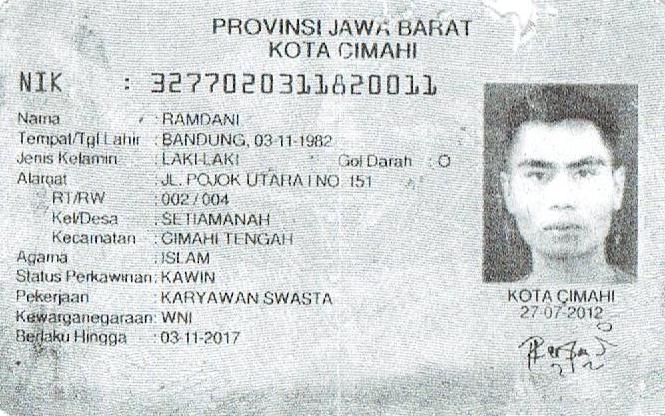 PROVINSI JAWA BARAT
KOTA CIMAHI
NIK : 3277020311820011
Nama : RAMDANI
Tempat/Tgl Lahir : BANDUNG, 03-11-1982
Jenis Kelamin : LAKI-LAKI Gol Darah : O
Alamat : JL. POJOK UTARA I NO 151
RT/RW : 002 / 004
Kel/Desa : SETIAMANAH
Kecamatan : CIMAHI TENGAH
Agama : ISLAM
Status Perkawinan: KAWIN
Pekerjaan : KARYAWAN SWASTA
Kewarganegaraan: WNI
Berlaku Hingga : 03-11-2017
KOTA CIMAHI
27-07-2012